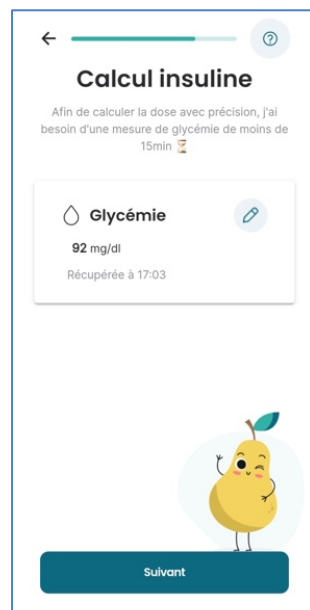 Calcul insuline
Afin de calculer la dose avec précision, j'ai
besoin d'une mesure de glycémie de moins de
15min ⏳
Glycémie
92 mg/dl
Récupérée à 17:03
Suivant